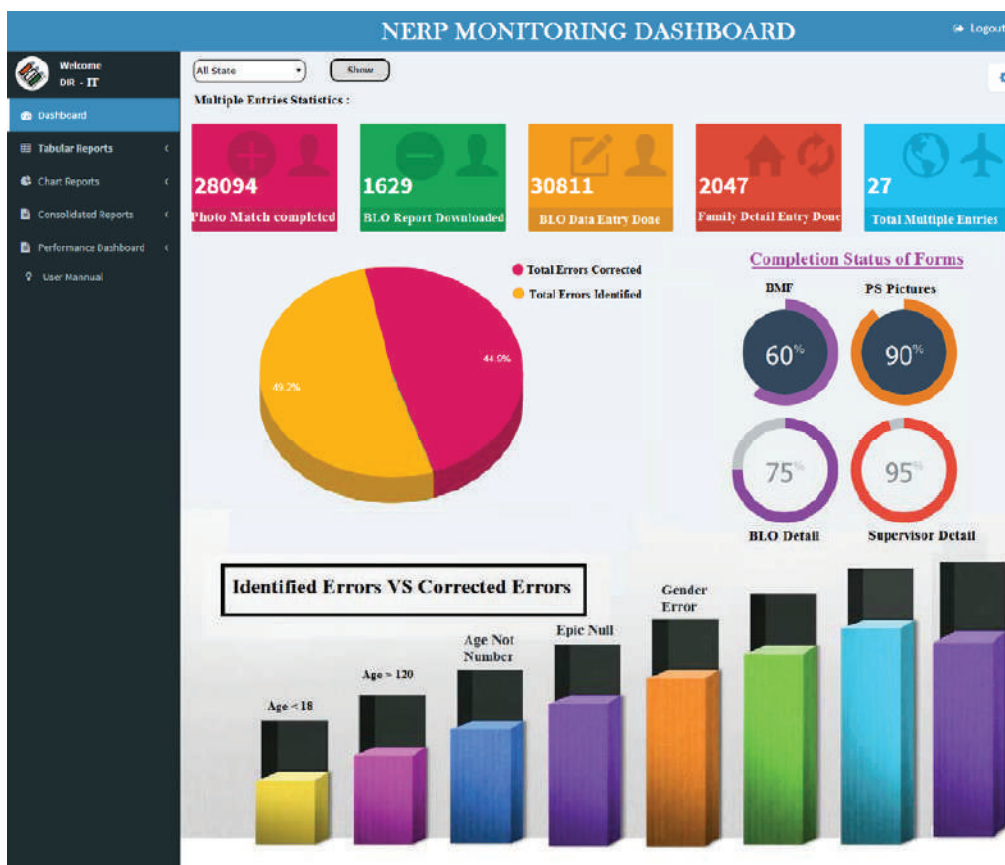 NERP MONITORING DASHBOARD
Logout
Welcome
DIR - IT
All State
Show
Multiple Entries Statistics :
Dashboard
Tabular Reports
Chart Reports
Consolidated Reports
Performance Dashboard
User Mannual
28094
Photo Match completed
1629
BLO Report Downloaded
30811
BLO Data Entry Done
2047
Family Detail Entry Done
27
Total Multiple Entries
Total Errors Corrected
Total Errors Identified
44.9%
49.2%
Completion Status of Forms
BMF
PS Pictures
60%
90%
75%
95%
BLO Detail
Supervisor Detail
Identified Errors VS Corrected Errors
Age < 18
Age > 120
Age Not
Number
Epic Null
Gender
Error